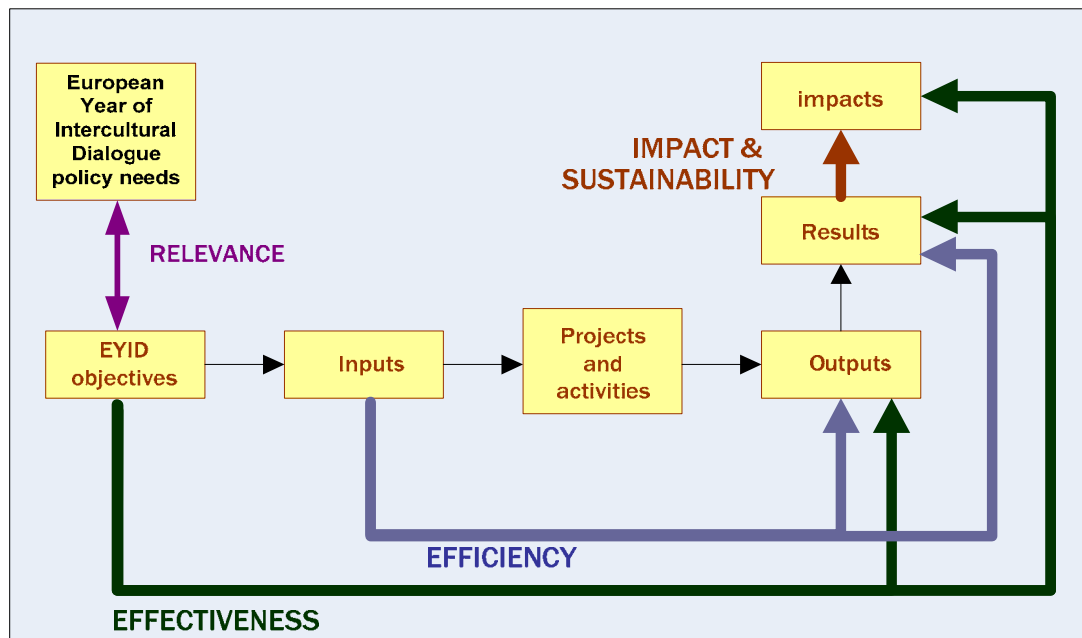 European
Year of
Intercultural
Dialogue
policy needs
impacts
IMPACT &
SUSTAINABILITY
Results
RELEVANCE
EYID
objectives
Inputs
Projects
and
activities
Outputs
EFFICIENCY
EFFECTIVENESS